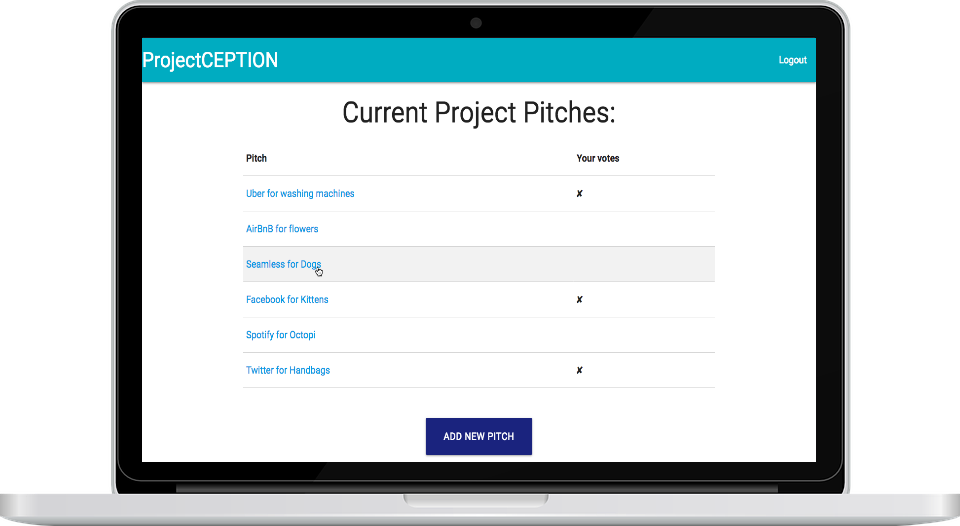 ProjectCEPTION
Logout
Current Project Pitches:
Pitch Your votes
Uber for washing machines ✘
AirBnB for flowers
Seamless for Dogs
Facebook for Kittens ✘
Spotify for Octopi
Twitter for Handbags ✘
ADD NEW PITCH